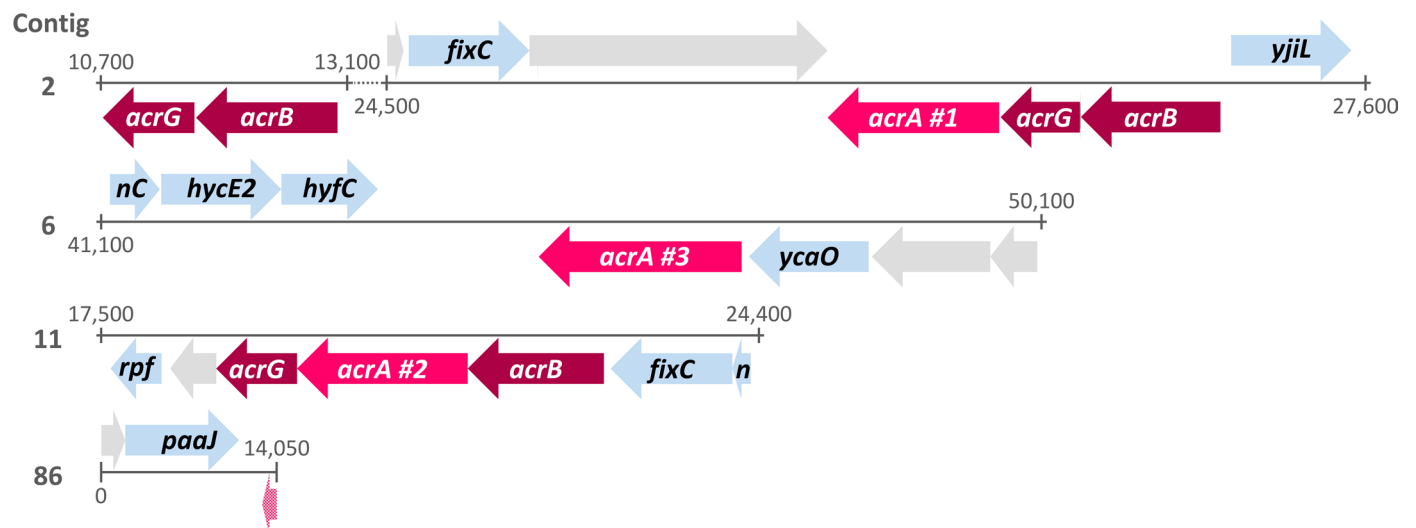 Contig
fixC yjiL
10,700 13,100
2
24,500 27,600
acrG acrB acrA #1 acrG acrB
nC hycE2 hyfC
50,100
6
41,100
acrA #3 ycaO
17,500 24,400
11
rpf acrG acrA #2 acrB fixC n
paaJ 14,050
86
0